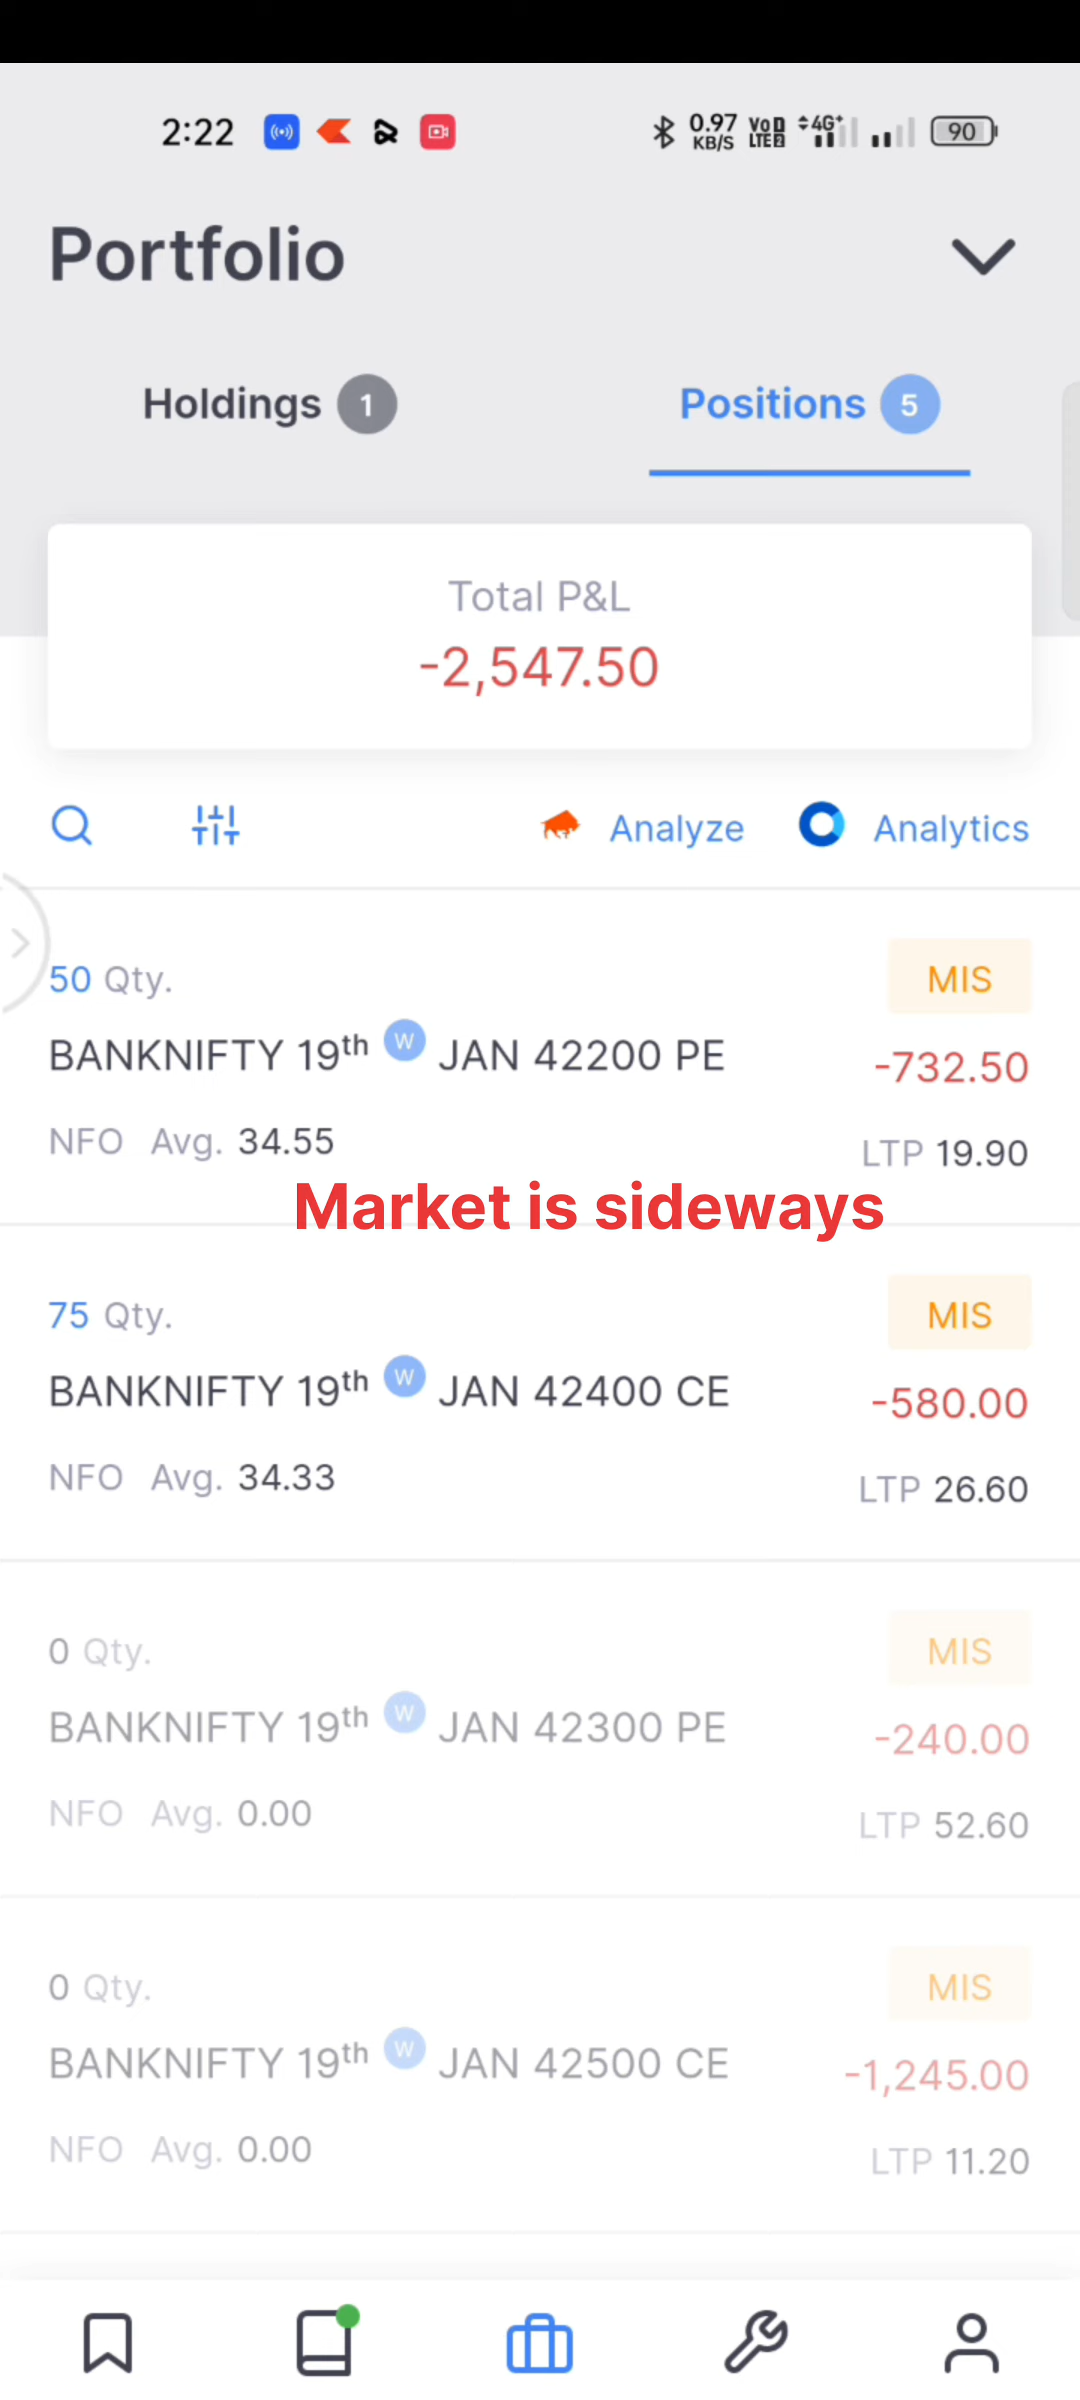 2:22 0.97 KB/S VoD LTE 2 4G+ 90
Portfolio
Holdings 1 Positions 5
Total P&L
-2,547.50
Analyze Analytics
50 Qty. MIS
BANKNIFTY 19th W JAN 42200 PE -732.50
NFO Avg. 34.55 LTP 19.90
Market is sideways
75 Qty. MIS
BANKNIFTY 19th W JAN 42400 CE -580.00
NFO Avg. 34.33 LTP 26.60
0 Qty. MIS
BANKNIFTY 19th W JAN 42300 PE -240.00
NFO Avg. 0.00 LTP 52.60
0 Qty. MIS
BANKNIFTY 19th W JAN 42500 CE -1,245.00
NFO Avg. 0.00 LTP 11.20